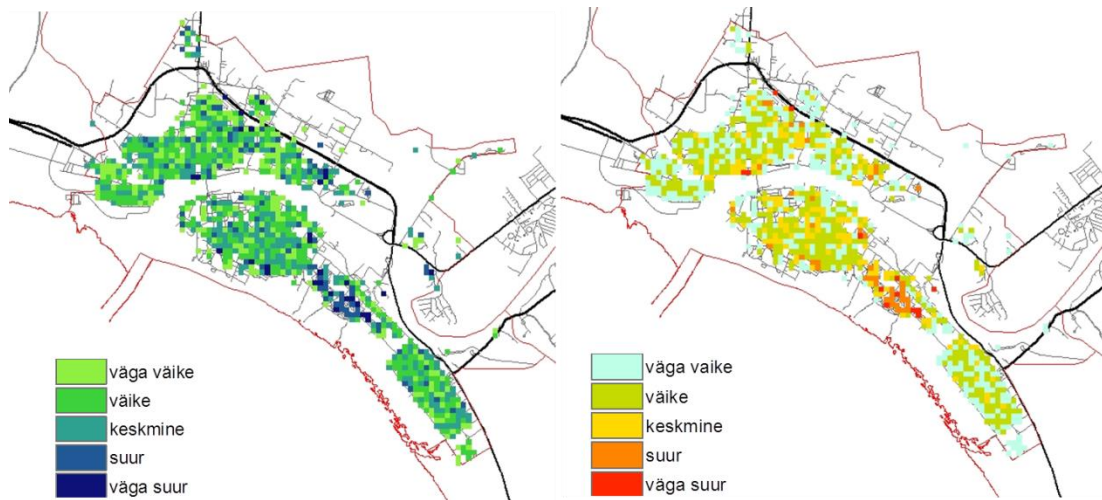 väga väike
väike
keskmine
suur
väga suur
väga vaike
väike
keskmine
suur
väga suur